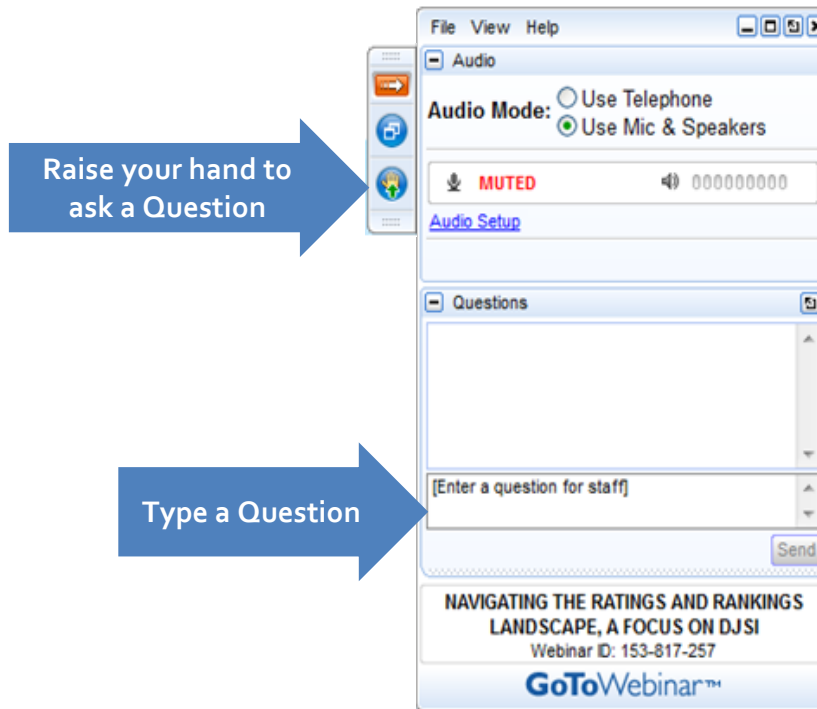 File View Help
Audio
Audio Mode:
Use Telephone
Use Mic & Speakers
Raise your hand to
ask a Question
MUTED
000000000
Audio Setup
Questions
[Enter a question for staff]
Type a Question
Send
NAVIGATING THE RATINGS AND RANKINGS
LANDSCAPE, A FOCUS ON DJSI
Webinar ID: 153-817-257
GoToWebinar™